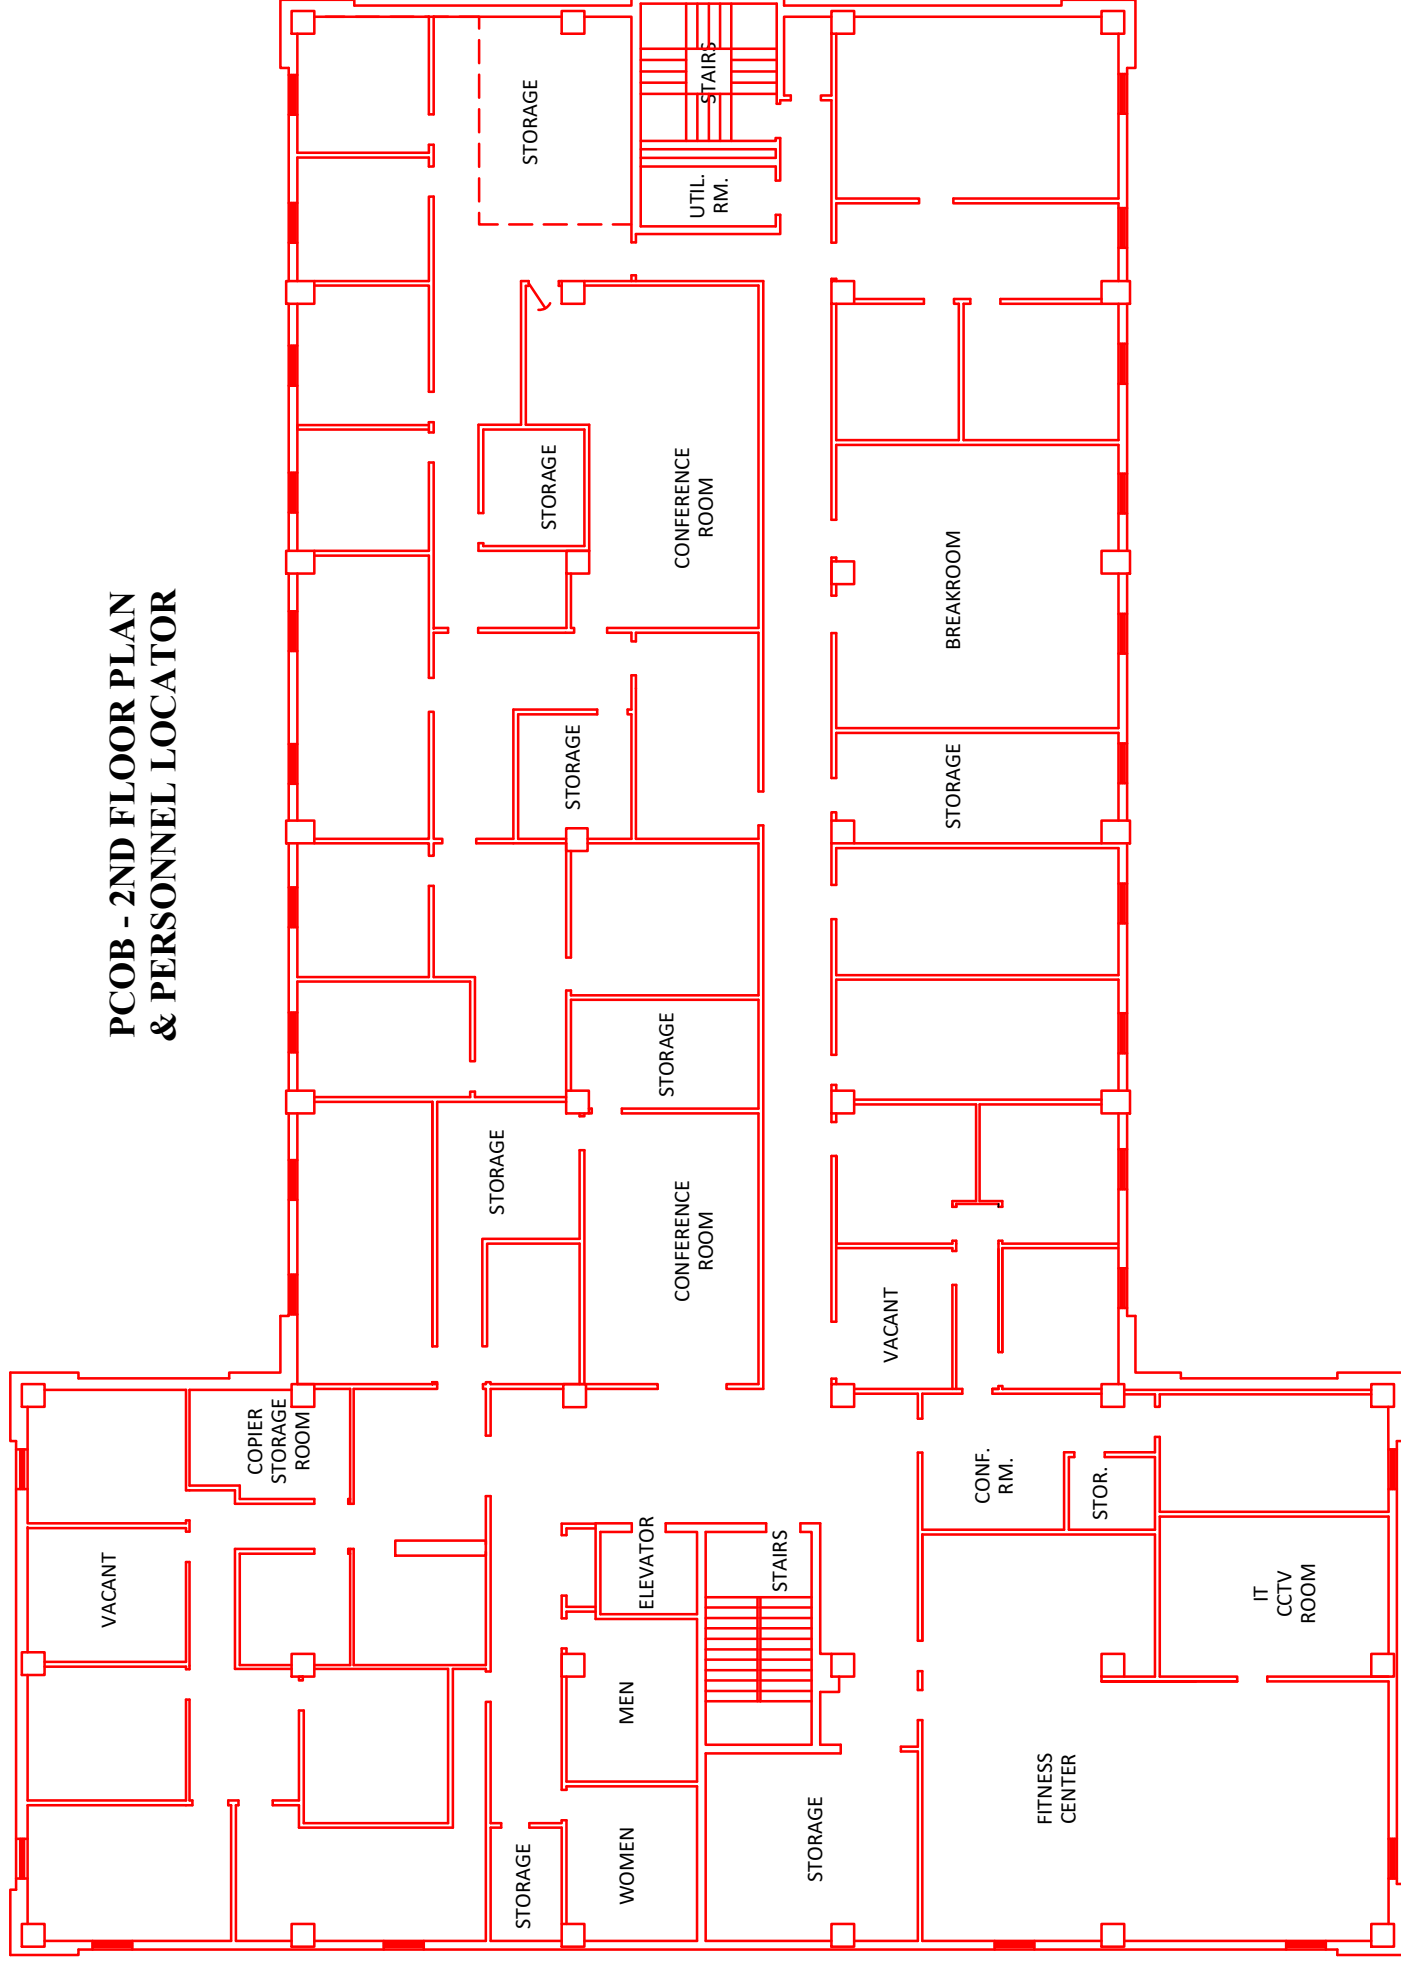 PCOB - 2ND FLOOR PLAN
& PERSONNEL LOCATOR
VACANT
COPIER
STORAGE
ROOM
STORAGE
WOMEN
MEN
ELEVATOR
STAIRS
STORAGE
FITNESS
CENTER
IT
CCTV
ROOM
STOR.
CONF.
RM.
VACANT
CONFERENCE
ROOM
STORAGE
STORAGE
STORAGE
STORAGE
BREAKROOM
CONFERENCE
ROOM
STORAGE
STORAGE
UTIL.
RM.
STAIRS